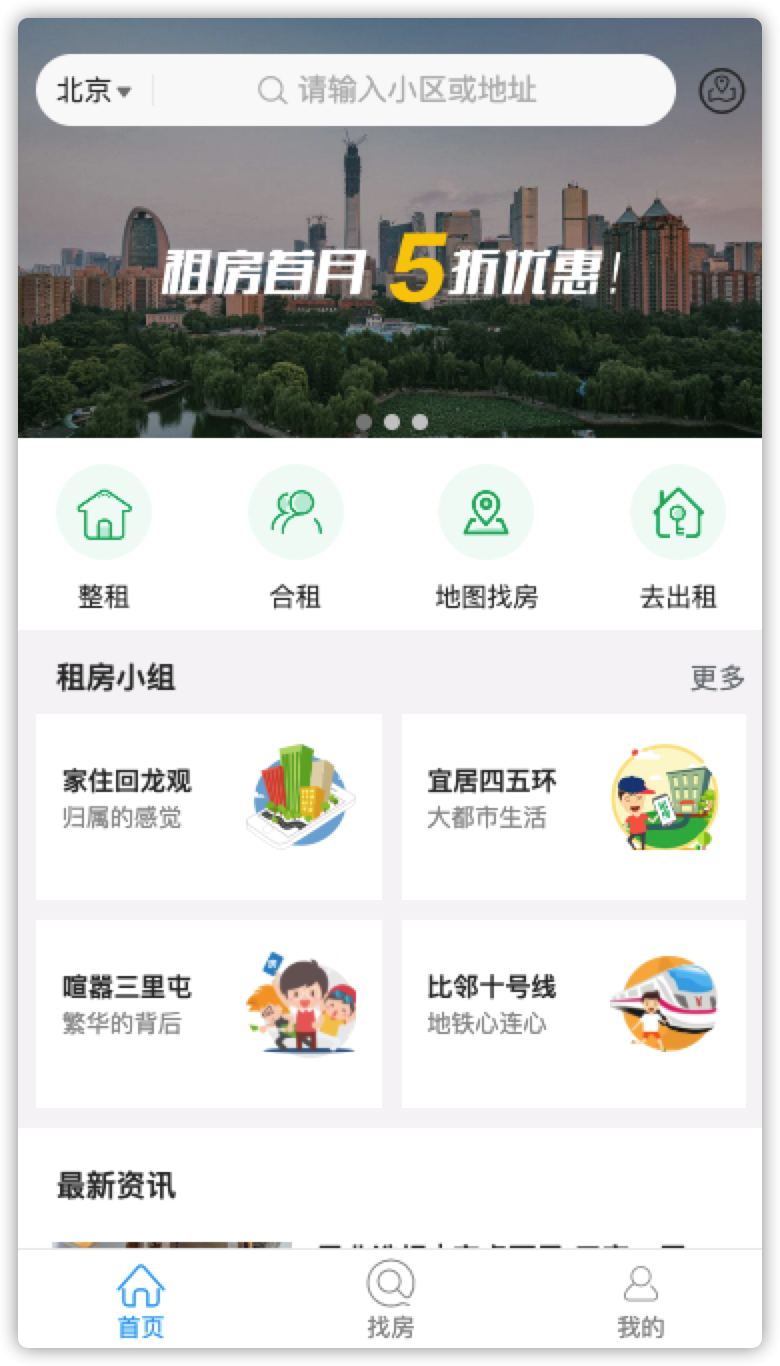 北京
请输入小区或地址
租房首月 5折优惠!
整租
合租
地图找房
去出租
租房小组
更多
家住回龙观
归属的感觉
宜居四五环
大都市生活
喧嚣三里屯
繁华的背后
比邻十号线
地铁心连心
最新资讯
首页
找房
我的